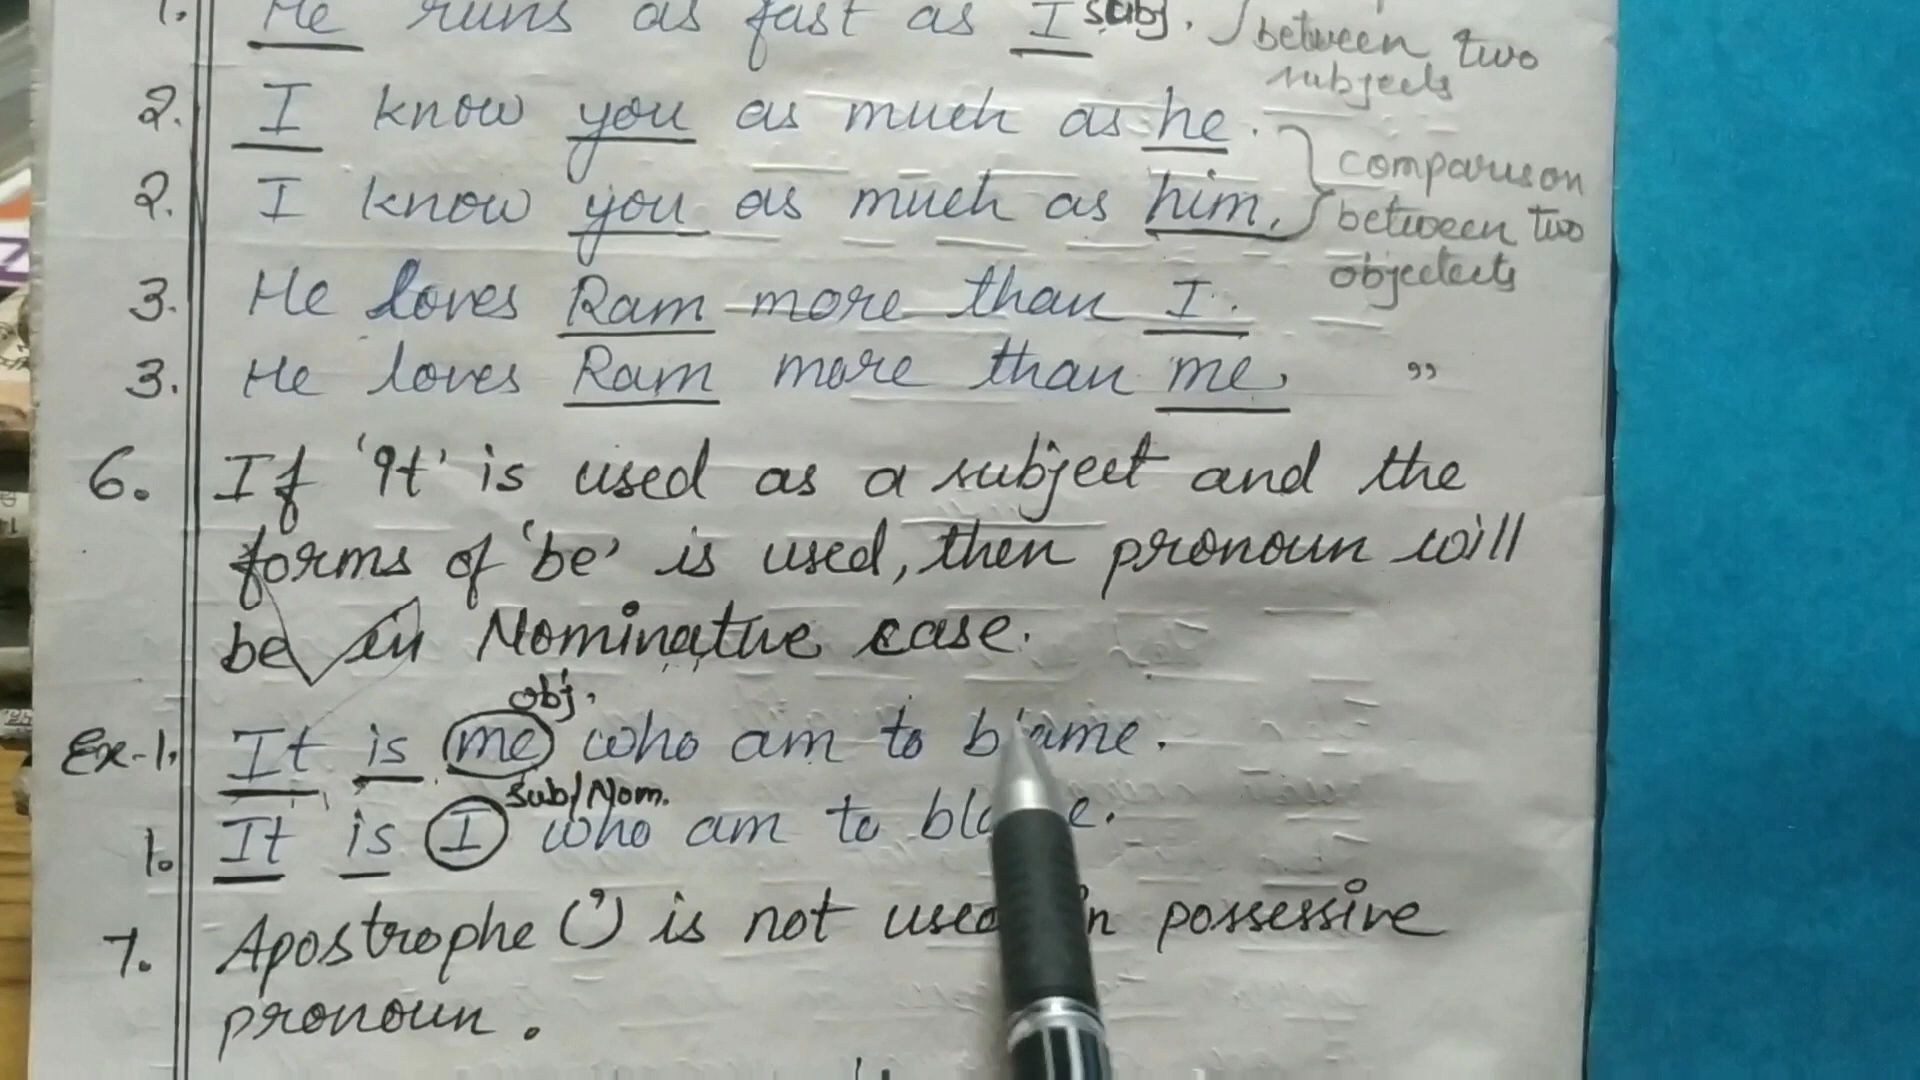 1. He runs as fast as I subj. between two
subjects
2. I know you as much as he.
comparison
2. I know you as much as him. between two
objectects
3. He loves Ram more than I.
3. He loves Ram more than me. ,,
6. If 'It' is used as a subject and the
forms of 'be' is used, then pronoun will
be in Nominative case.
obj.
Ex-1. It is me who am to blame.
Sub/Nom.
1. It is I who am to
7. Apostrophe (') is not used in possessive
pronoun.